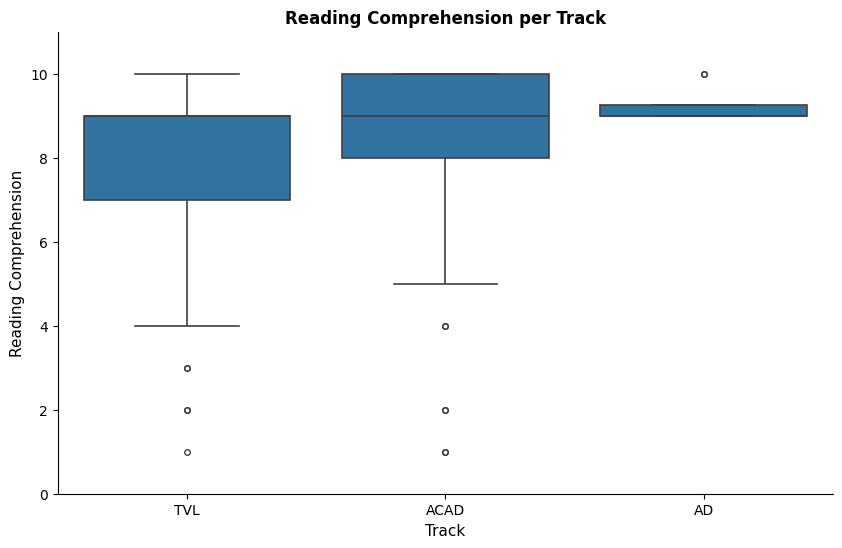 Reading Comprehension per Track
Reading Comprehension
10
8
6
4
2
0
TVL
ACAD
AD
Track